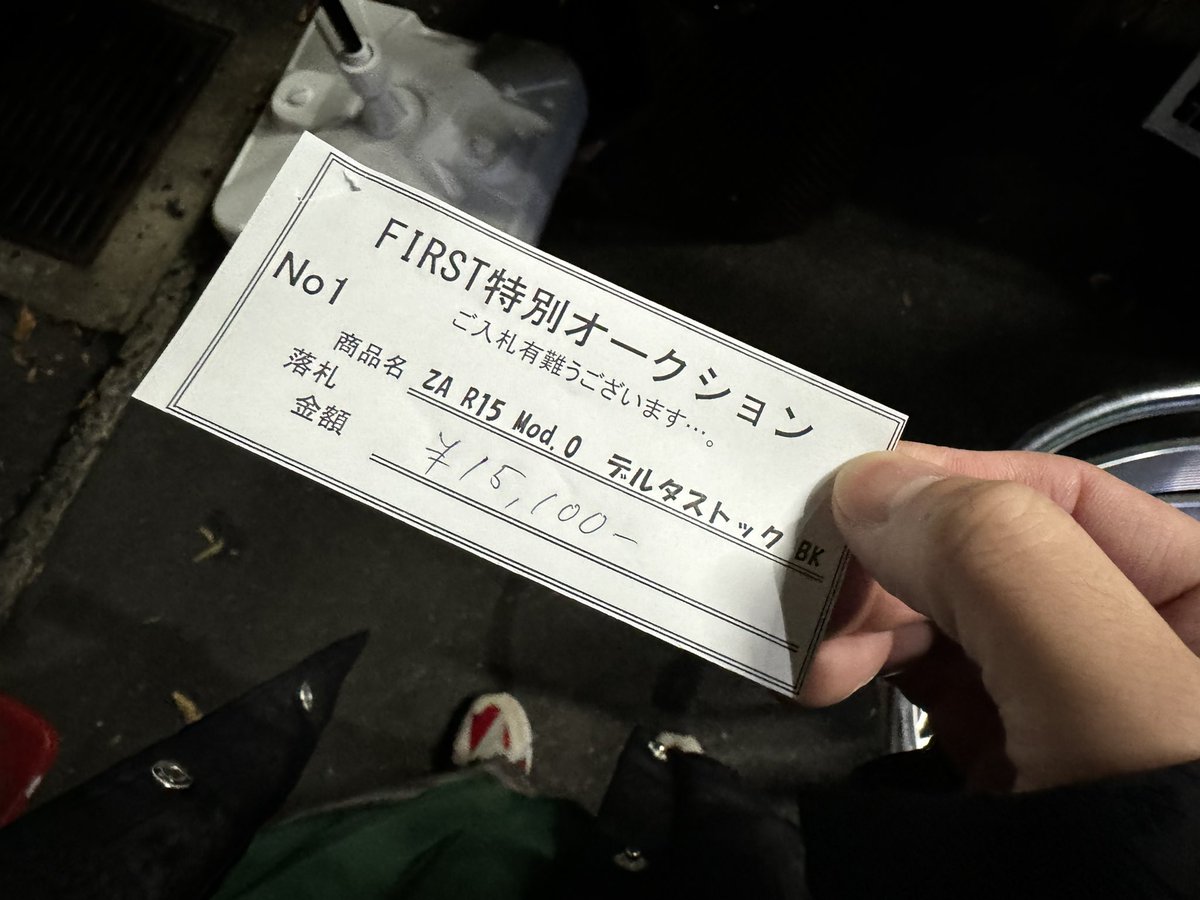 FIRST特別オークション
ご入札有難うございます…。
No1
商品名 ZA R15 Mod.0 デルタストック BK
落札
金額 ¥15,100-